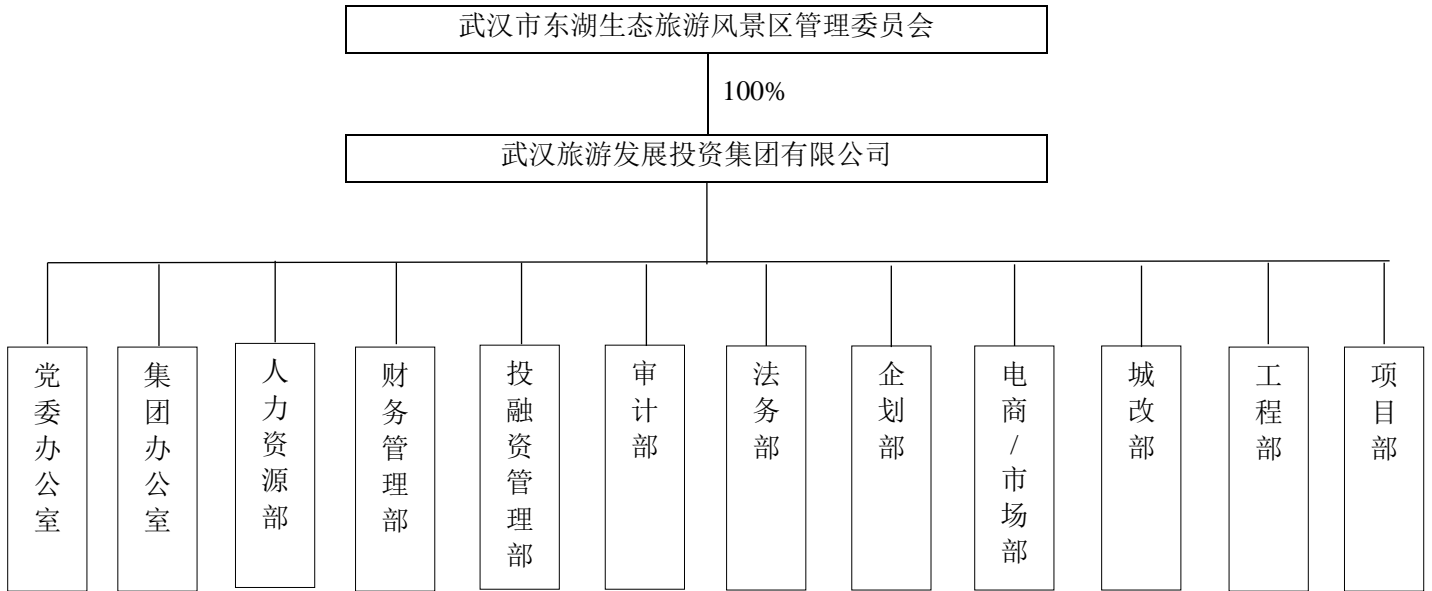 武汉市东湖生态旅游风景区管理委员会
100%
武汉旅游发展投资集团有限公司
党委办公室
集团办公室
人力资源部
财务管理部
投融资管理部
审计部
法务部
企划部
电商/市场部
城改部
工程部
项目部